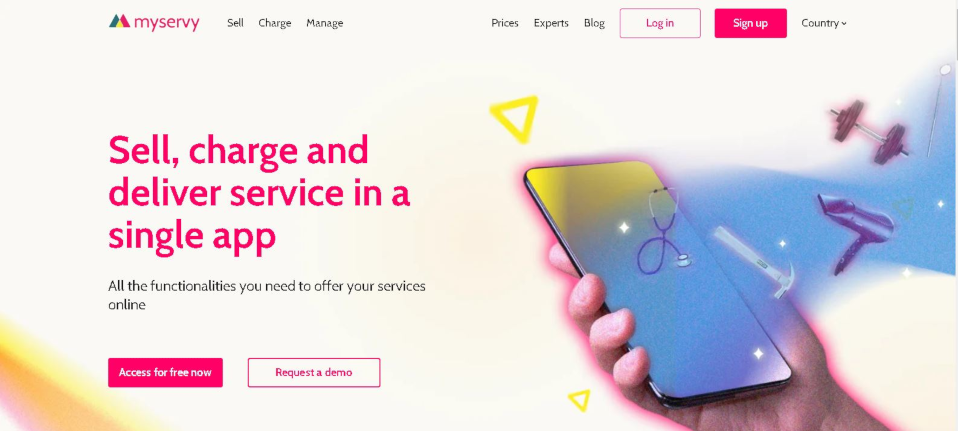 myservy
Sell Charge Manage
Prices Experts Blog Log in Sign up Country
Sell, charge and
deliver service in a
single app
All the functionalities you need to offer your services
online
Access for free now Request a demo